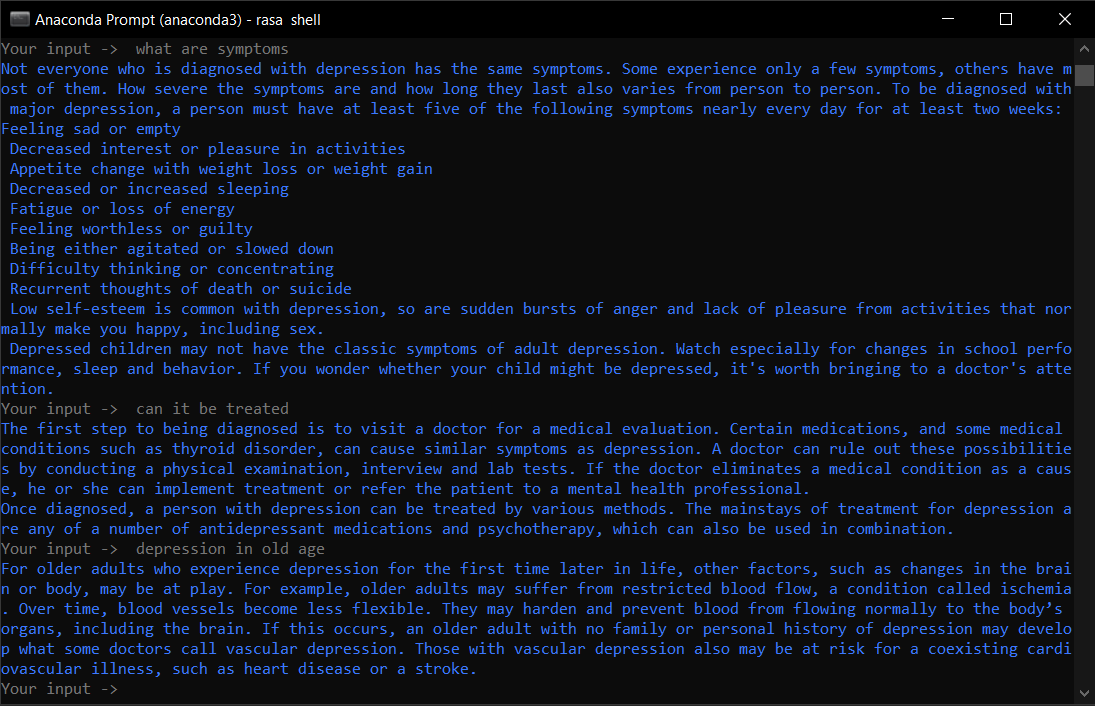 Anaconda Prompt (anaconda3) - rasa  shell
Your input ->  what are symptoms
Not everyone who is diagnosed with depression has the same symptoms. Some experience only a few symptoms, others have m
ost of them. How severe the symptoms are and how long they last also varies from person to person. To be diagnosed with
 major depression, a person must have at least five of the following symptoms nearly every day for at least two weeks:
Feeling sad or empty
 Decreased interest or pleasure in activities
 Appetite change with weight loss or weight gain
 Decreased or increased sleeping
 Fatigue or loss of energy
 Feeling worthless or guilty
 Being either agitated or slowed down
 Difficulty thinking or concentrating
 Recurrent thoughts of death or suicide
 Low self-esteem is common with depression, so are sudden bursts of anger and lack of pleasure from activities that nor
mally make you happy, including sex.
 Depressed children may not have the classic symptoms of adult depression. Watch especially for changes in school perfo
rmance, sleep and behavior. If you wonder whether your child might be depressed, it's worth bringing to a doctor's atte
ntion.
Your input ->  can it be treated
The first step to being diagnosed is to visit a doctor for a medical evaluation. Certain medications, and some medical
conditions such as thyroid disorder, can cause similar symptoms as depression. A doctor can rule out these possibilitie
s by conducting a physical examination, interview and lab tests. If the doctor eliminates a medical condition as a caus
e, he or she can implement treatment or refer the patient to a mental health professional.
Once diagnosed, a person with depression can be treated by various methods. The mainstays of treatment for depression a
re any of a number of antidepressant medications and psychotherapy, which can also be used in combination.
Your input ->  depression in old age
For older adults who experience depression for the first time later in life, other factors, such as changes in the brai
n or body, may be at play. For example, older adults may suffer from restricted blood flow, a condition called ischemia
. Over time, blood vessels become less flexible. They may harden and prevent blood from flowing normally to the body’s
organs, including the brain. If this occurs, an older adult with no family or personal history of depression may develo
p what some doctors call vascular depression. Those with vascular depression also may be at risk for a coexisting cardi
ovascular illness, such as heart disease or a stroke.
Your input ->